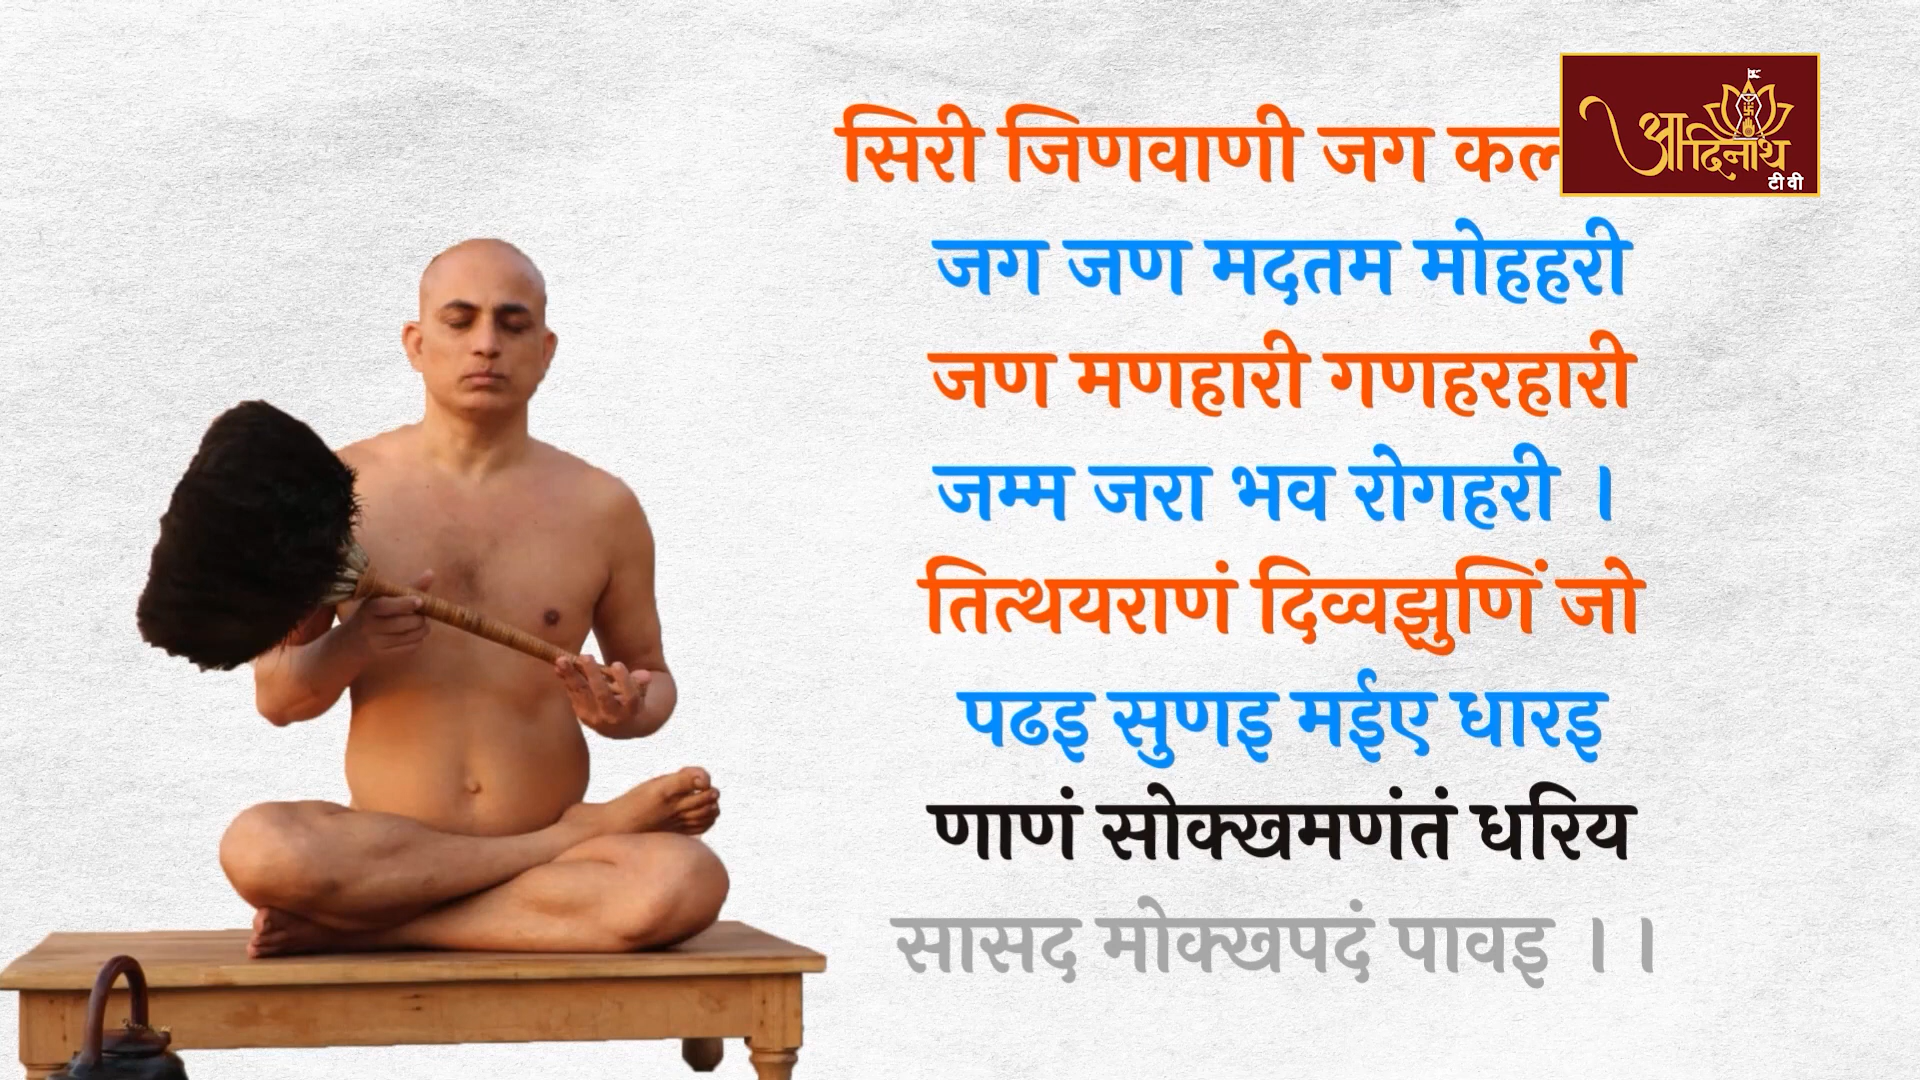 सिरी जिणवाणी जग
जग जण मदतम मोहहरी
जण मणहारी गणहरहारी
जम्म जरा भव रोगहरी ।
तित्थयराणं दिव्वझुणिं जो
पढइ सुणइ मईए धारइ
णाणं सोक्खमणंतं धरिय
सासद मोक्खपदं पावइ ।।
आदिनाथ
टीवी